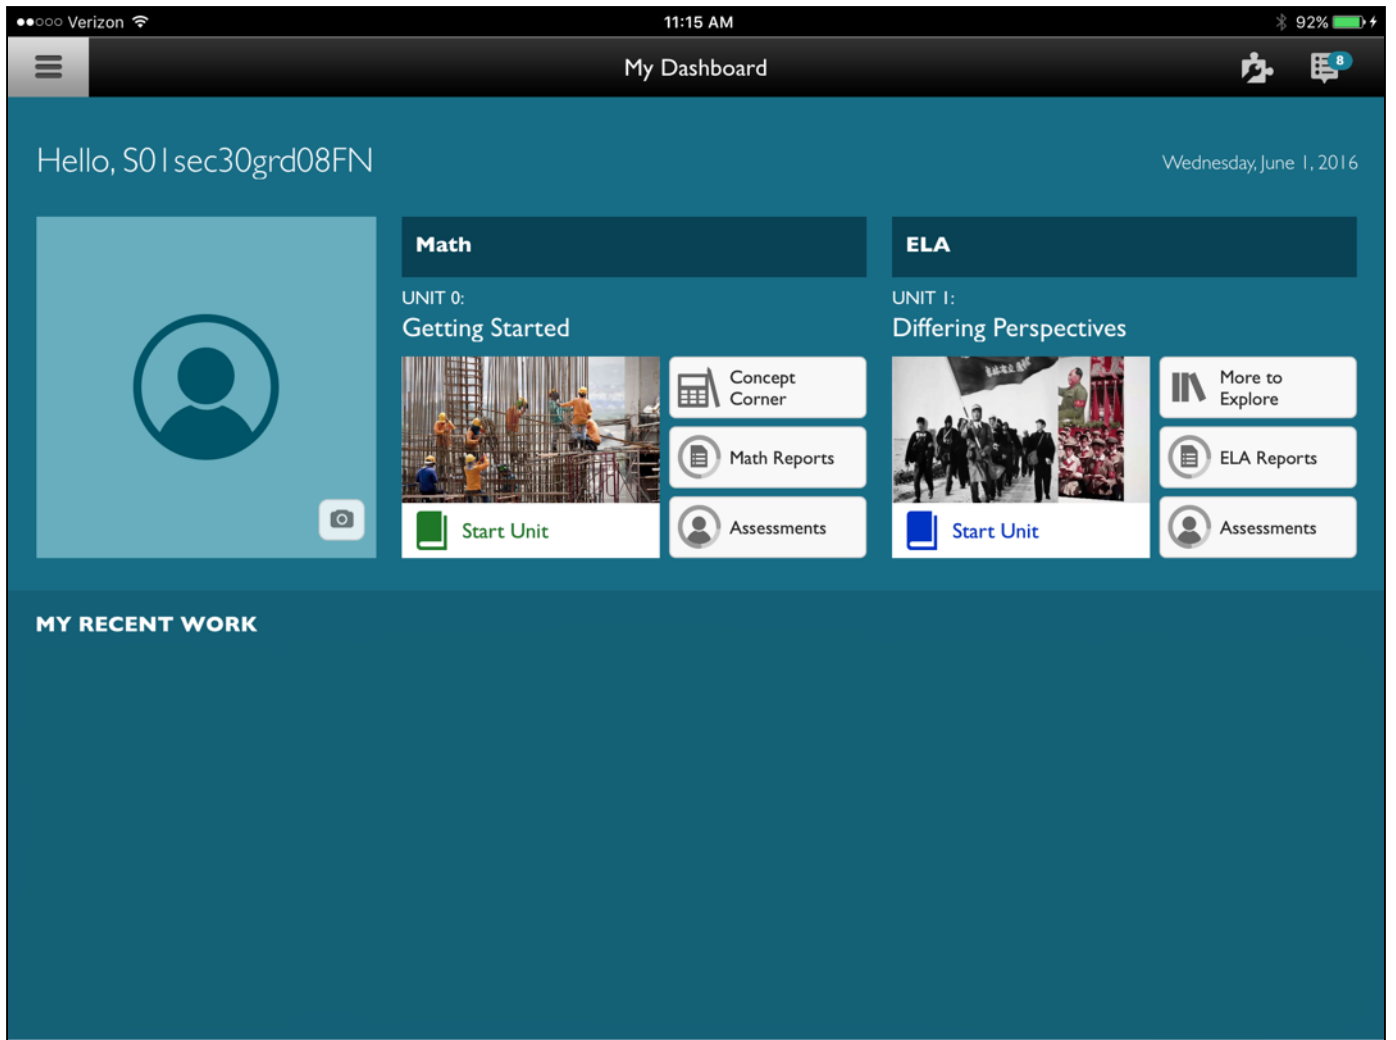 Verizon
11:15 AM
92%
My Dashboard
8
Hello, S01sec30grd08FN
Wednesday, June 1, 2016
Math
UNIT 0:
Getting Started
Concept
Corner
Math Reports
Start Unit
Assessments
ELA
UNIT 1:
Differing Perspectives
More to
Explore
ELA Reports
Start Unit
Assessments
MY RECENT WORK